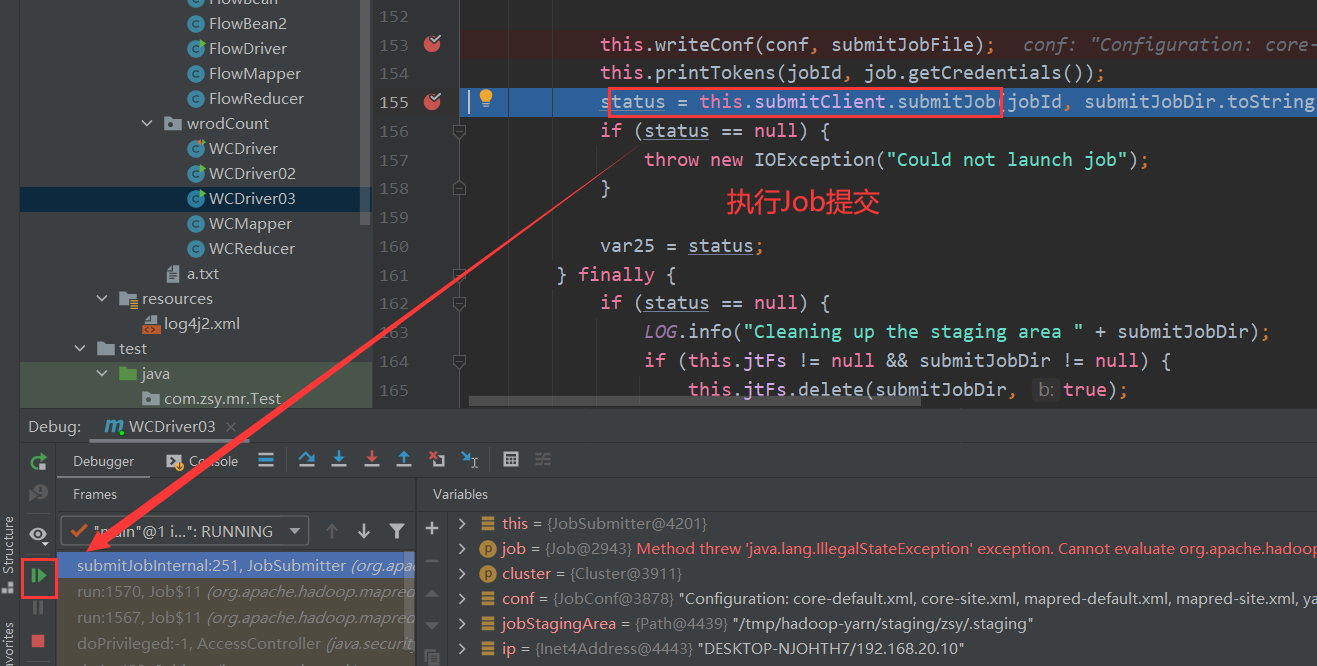 FlowBean
FlowBean2
FlowDriver
FlowMapper
FlowReducer
wrodCount
WCDriver
WCDriver02
WCDriver03
WCMapper
WCReducer
a.txt
resources
log4j2.xml
test
java
com.zsy.mr.Test
152
153 this.writeConf(conf, submitJobFile); conf: "Configuration: core-
154 this.printTokens(jobId, job.getCredentials());
155 status = this.submitClient.submitJob(jobId, submitJobDir.toString
156 if (status == null) {
157 throw new IOException("Could not launch job");
158 }
执行Job提交
159
160 var25 = status;
161 } finally {
162 if (status == null) {
163 LOG.info("Cleaning up the staging area " + submitJobDir);
164 if (this.jtFs != null && submitJobDir != null) {
165 this.jtFs.delete(submitJobDir, b: true);
Debug: WCDriver03
Debugger Console
Frames
"main"@1 i...": RUNNING
submitJobInternal:251, JobSubmitter (org.apa
run:1570, Job$11 (org.apache.hadoop.mapred
run:1567, Job$11 (org.apache.hadoop.mapred
doPrivileged:-1, AccessController (java.securit
Variables
this = {JobSubmitter@4201}
job = {Job@2943} Method threw 'java.lang.IllegalStateException' exception. Cannot evaluate org.apache.hadoop
cluster = {Cluster@3911}
conf = {JobConf@3878} "Configuration: core-default.xml, core-site.xml, mapred-default.xml, mapred-site.xml, ya
jobStagingArea = {Path@4439} "/tmp/hadoop-yarn/staging/zsy/.staging"
ip = {Inet4Address@4443} "DESKTOP-NJOHTH7/192.168.20.10"
Structure